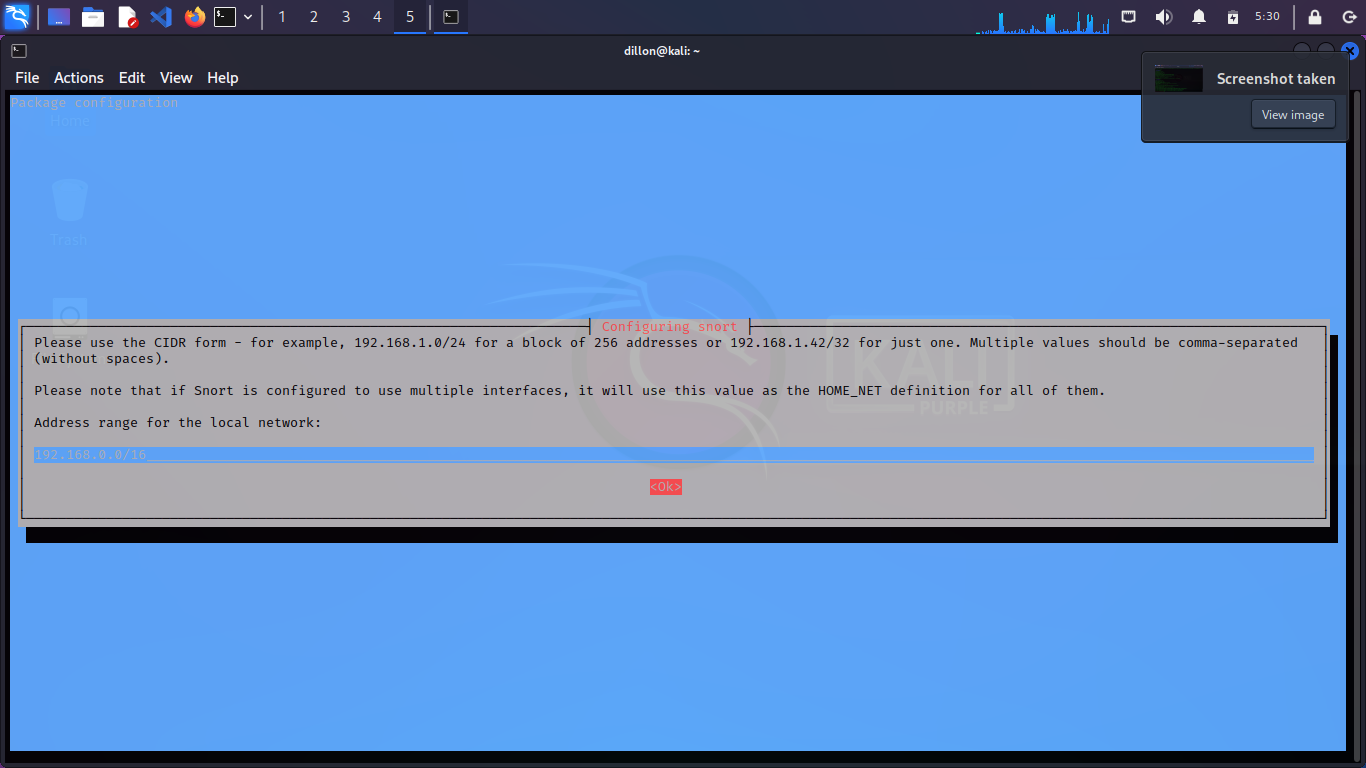 1 2 3 4 5
5:30
dillon@kali: ~
File Actions Edit View Help
Screenshot taken
View image
Package configuration
Home
Trash
Configuring snort
Please use the CIDR form - for example, 192.168.1.0/24 for a block of 256 addresses or 192.168.1.42/32 for just one. Multiple values should be comma-separated
(without spaces).
Please note that if Snort is configured to use multiple interfaces, it will use this value as the HOME_NET definition for all of them.
KALI
PURPLE
Address range for the local network:
192.168.0.0/16
<Ok>